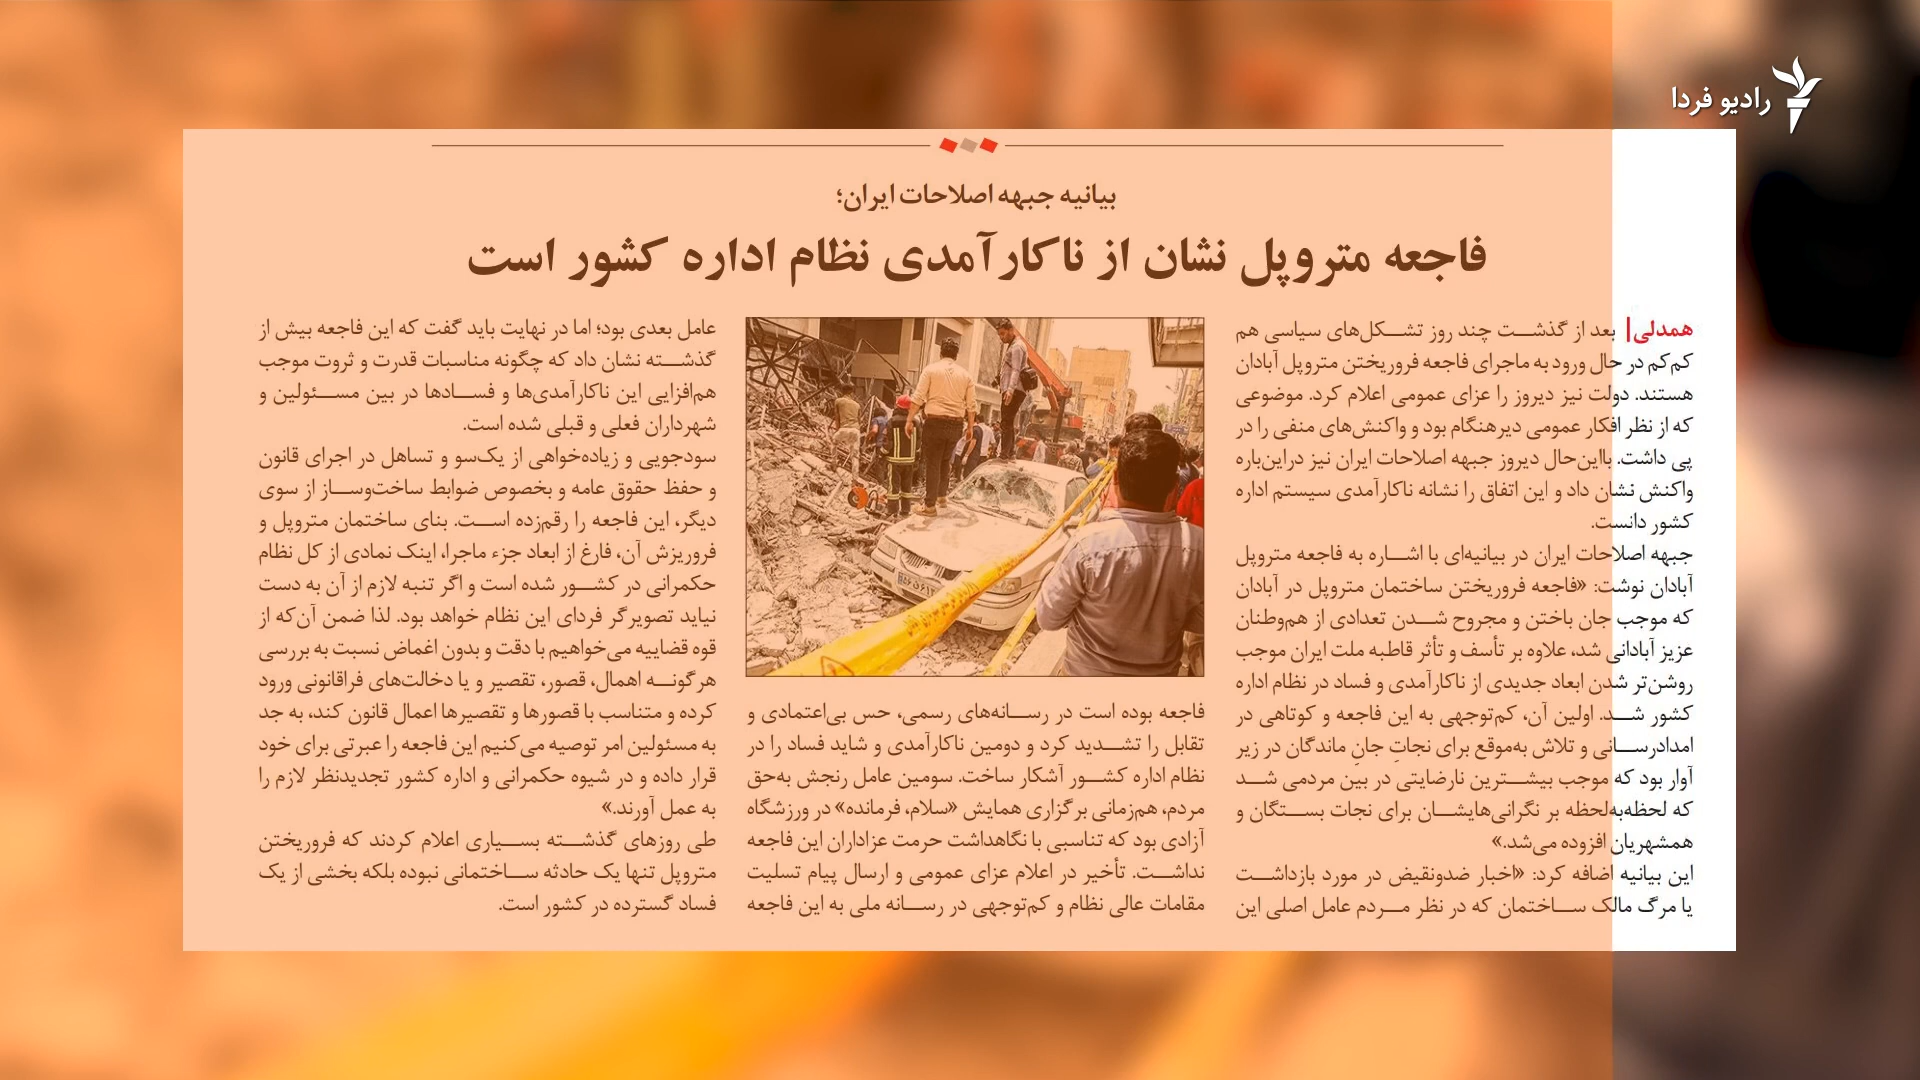 رادیو فردا
بیانیه جبهه اصلاحات ایران؛
فاجعه متروپل نشان از ناکارآمدی نظام اداره کشور است
همدلی| بعد از گذشت چند روز تشکل‌های سیاسی هم
کم‌کم در حال ورود به ماجرای فاجعه فروریختن متروپل آبادان
هستند. دولت نیز دیروز را عزای عمومی اعلام کرد. موضوعی
که از نظر افکار عمومی دیرهنگام بود و واکنش‌های منفی را در
پی داشت. بااین‌حال دیروز جبهه اصلاحات ایران نیز دراین‌باره
واکنش نشان داد و این اتفاق را نشانه ناکارآمدی سیستم اداره
کشور دانست.
جبهه اصلاحات ایران در بیانیه‌ای با اشاره به فاجعه متروپل
آبادان نوشت: «فاجعه فروریختن ساختمان متروپل در آبادان
که موجب جان باختن و مجروح شدن تعدادی از هم‌وطنان
عزیز آبادانی شد، علاوه بر تأسف و تأثر قاطبه ملت ایران موجب
روشن‌تر شدن ابعاد جدیدی از ناکارآمدی و فساد در نظام اداره
کشور شد. اولین آن، کم‌توجهی به این فاجعه و کوتاهی در
امدادرسانی و تلاش به‌موقع برای نجاتِ جانِ ماندگان در زیر
آوار بود که موجب بیشترین نارضایتی در بین مردمی شد
که لحظه‌به‌لحظه بر نگرانی‌هایشان برای نجات بستگان و
همشهریان افزوده می‌شد.»
این بیانیه اضافه کرد: «اخبار ضدونقیض در مورد بازداشت
یا مرگ مالک ساختمان که در نظر مردم عامل اصلی این
فاجعه بوده است در رسانه‌های رسمی، حس بی‌اعتمادی و
تقابل را تشدید کرد و دومین ناکارآمدی و شاید فساد را در
نظام اداره کشور آشکار ساخت. سومین عامل رنجش به‌حق
مردم، هم‌زمانی برگزاری همایش «سلام، فرمانده» در ورزشگاه
آزادی بود که تناسبی با نگاهداشت حرمت عزاداران این فاجعه
نداشت. تأخیر در اعلام عزای عمومی و ارسال پیام تسلیت
مقامات عالی نظام و کم‌توجهی در رسانه ملی به این فاجعه
عامل بعدی بود؛ اما در نهایت باید گفت که این فاجعه بیش از
گذشته نشان داد که چگونه مناسبات قدرت و ثروت موجب
هم‌افزایی این ناکارآمدی‌ها و فسادها در بین مسئولین و
شهرداران فعلی و قبلی شده است.
سودجویی و زیاده‌خواهی از یک‌سو و تساهل در اجرای قانون
و حفظ حقوق عامه و بخصوص ضوابط ساخت‌وساز از سوی
دیگر، این فاجعه را رقم‌زده است. بنای ساختمان متروپل و
فروریزش آن، فارغ از ابعاد جزء ماجرا، اینک نمادی از کل نظام
حکمرانی در کشور شده است و اگر تنبه لازم از آن به دست
نیاید تصویرگر فردای این نظام خواهد بود. لذا ضمن آن‌که از
قوه قضاییه می‌خواهیم با دقت و بدون اغماض نسبت به بررسی
هرگونه اهمال، قصور، تقصیر و یا دخالت‌های فراقانونی ورود
کرده و متناسب با قصورها و تقصیرها اعمال قانون کند، به جد
به مسئولین امر توصیه می‌کنیم این فاجعه را عبرتی برای خود
قرار داده و در شیوه حکمرانی و اداره کشور تجدیدنظر لازم را
به عمل آورند.»
طی روزهای گذشته بسیاری اعلام کردند که فروریختن
متروپل تنها یک حادثه ساختمانی نبوده بلکه بخشی از یک
فساد گسترده در کشور است.